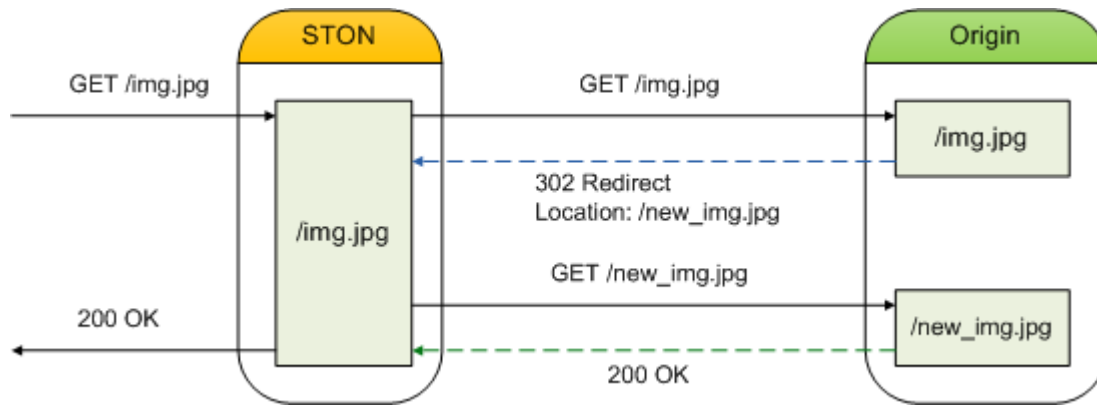 STON
Origin
GET /img.jpg
GET /img.jpg
/img.jpg
302 Redirect
Location: /new_img.jpg
/img.jpg
GET /new_img.jpg
200 OK
/new_img.jpg
200 OK